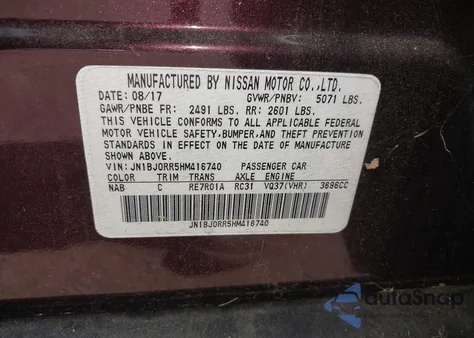 MANUFACTURED BY NISSAN MOTOR CO.,LTD.
DATE: 08/17 GVWR/PNBV: 5071 LBS.
GAWR/PNBE FR: 2491 LBS. RR: 2601 LBS.
THIS VEHICLE CONFORMS TO ALL APPLICABLE FEDERAL
MOTOR VEHICLE SAFETY, BUMPER, AND THEFT PREVENTION
STANDARDS IN EFFECT ON THE DATE OF MANUFACTURE
SHOWN ABOVE.
VIN: JN1BJ0RR5HM416740 PASSENGER CAR
COLOR TRIM TRANS AXLE ENGINE
NAB C RE7R01A RC31 VQ37(VHR) 3696CC
JN1BJ0RR5HM416740
AutaSnap